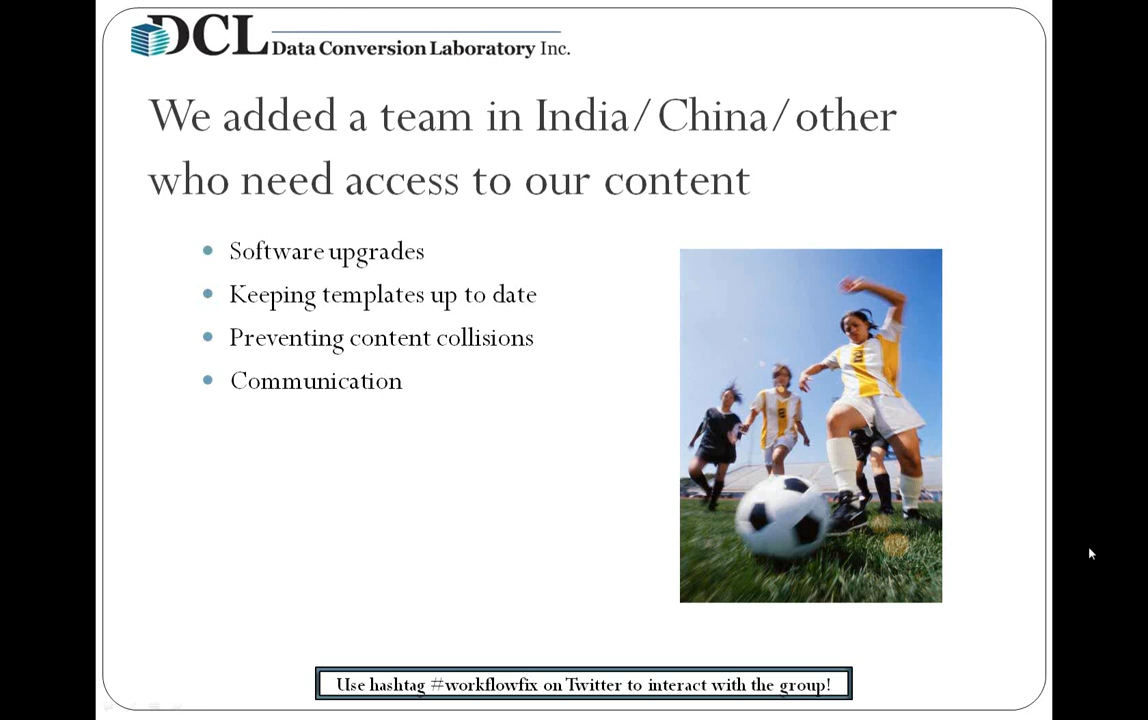 DCL Data Conversion Laboratory Inc.
We added a team in India/China/other
who need access to our content
Software upgrades
Keeping templates up to date
Preventing content collisions
Communication
Use hashtag #workflowfix on Twitter to interact with the group!